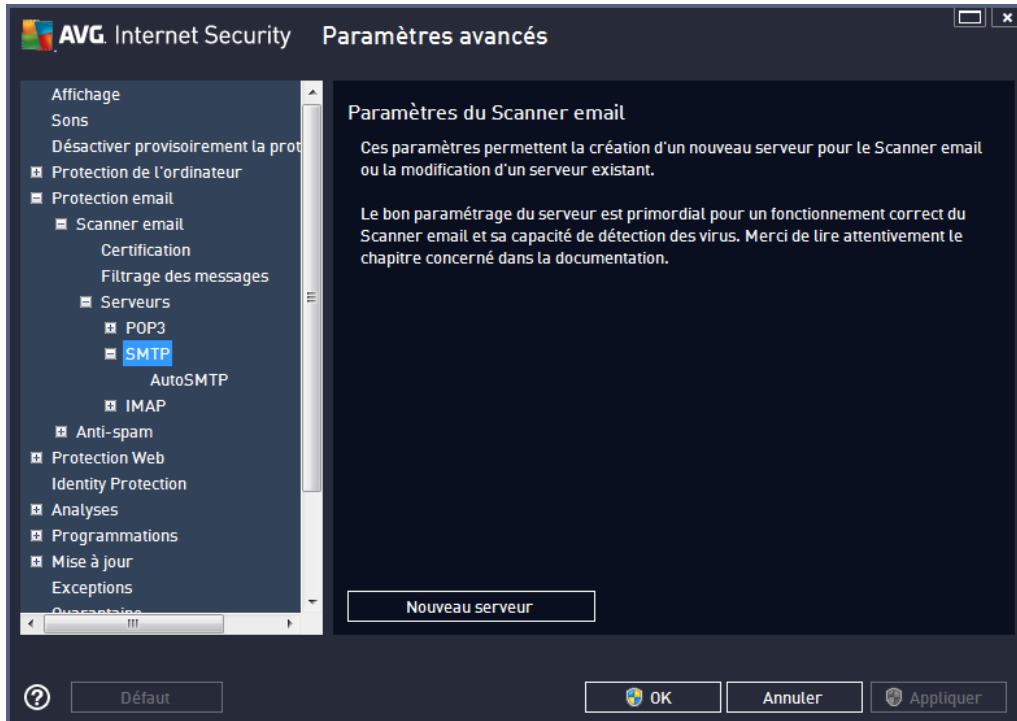 AVG. Internet Security Paramètres avancés
Affichage
Sons
Désactiver provisoirement la prot
Protection de l'ordinateur
Protection email
Scanner email
Certification
Filtrage des messages
Serveurs
POP3
SMTP
AutoSMTP
IMAP
Anti-spam
Protection Web
Identity Protection
Analyses
Programmations
Mise à jour
Exceptions
Quarantaine
Paramètres du Scanner email
Ces paramètres permettent la création d'un nouveau serveur pour le Scanner email
ou la modification d'un serveur existant.
Le bon paramétrage du serveur est primordial pour un fonctionnement correct du
Scanner email et sa capacité de détection des virus. Merci de lire attentivement le
chapitre concerné dans la documentation.
Nouveau serveur
Défaut
OK
Annuler
Appliquer